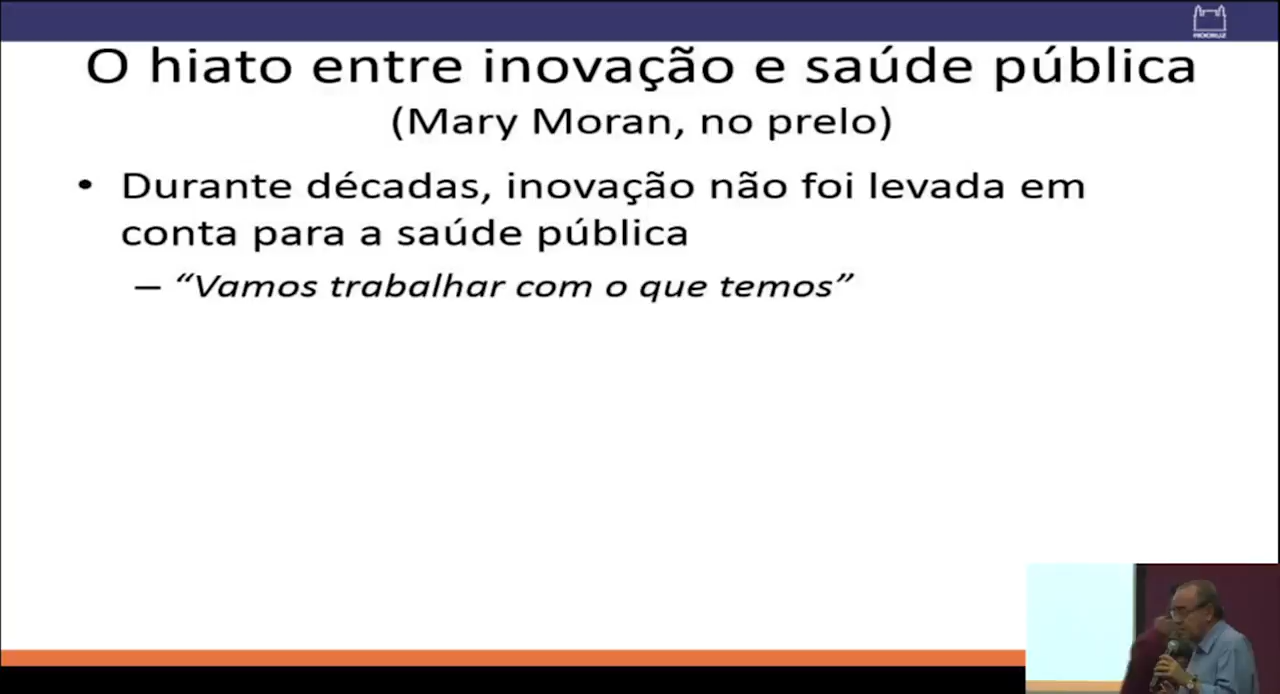 FIOCRUZ
O hiato entre inovação e saúde pública
(Mary Moran, no prelo)
• Durante décadas, inovação não foi levada em
conta para a saúde pública
– “Vamos trabalhar com o que temos”